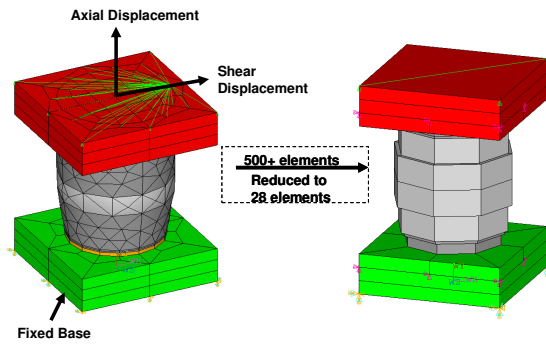 Axial Displacement
Shear
Displacement
500+ elements
Reduced to
28 elements
Fixed Base